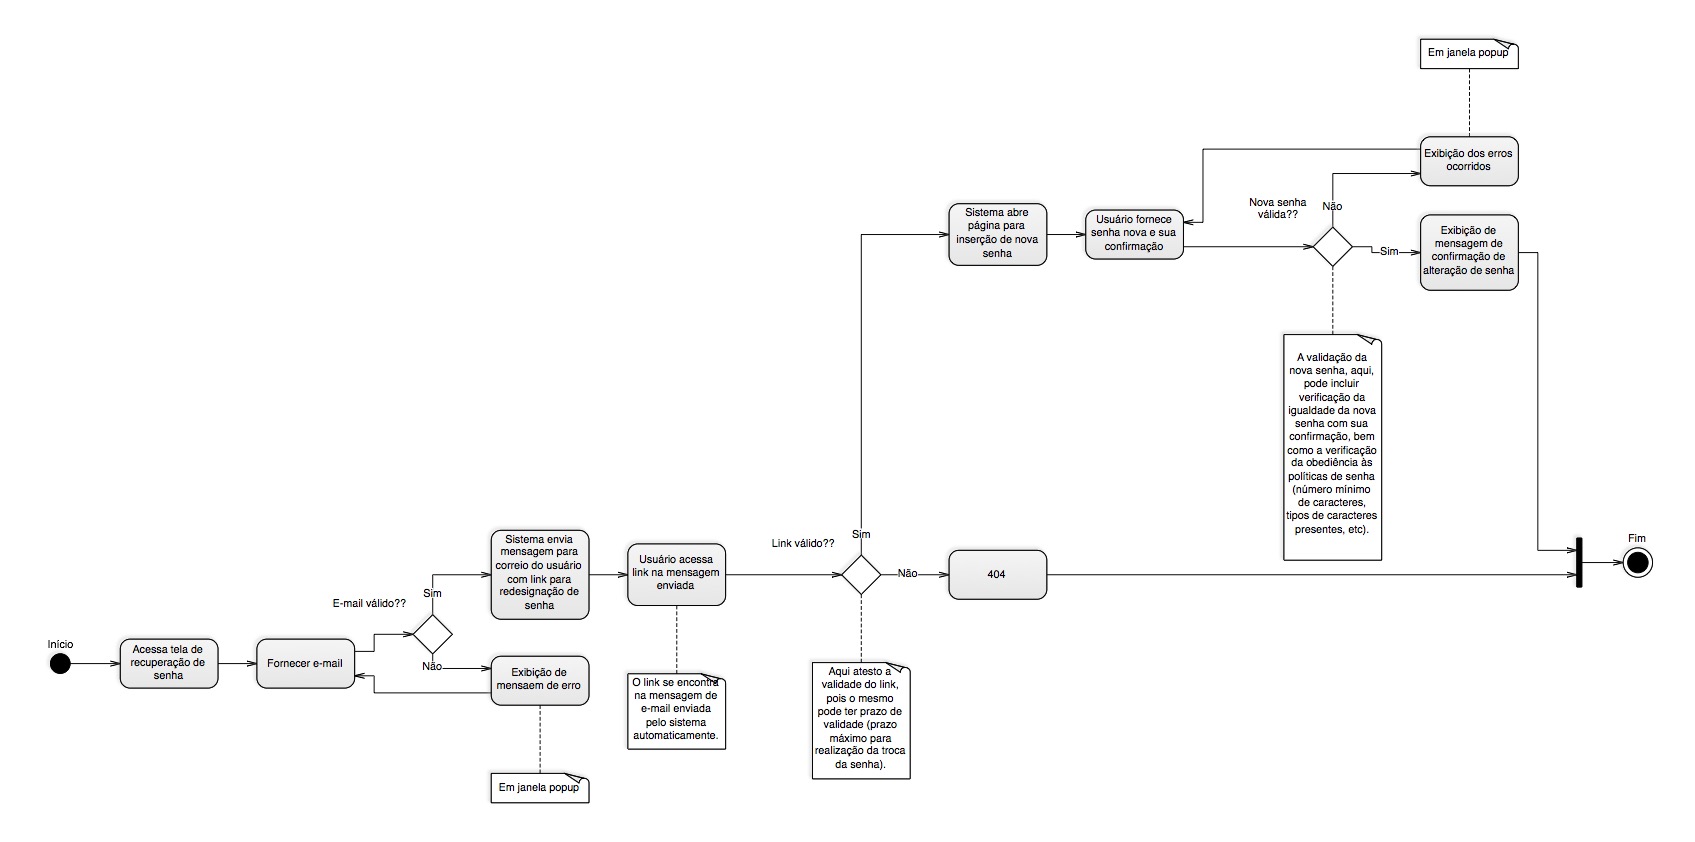 Em janela popup
Exibição dos erros
ocorridos
Nova senha
válida??
Não
Sistema abre
página para
inserção de nova
senha
Usuário fornece
senha nova e sua
confirmação
Sim
Exibição de
mensagem de
confirmação de
alteração de senha
A validação da
nova senha, aqui,
pode incluir
verificação da
igualdade da nova
senha com sua
confirmação, bem
como a verificação
da obediência às
políticas de senha
(número mínimo
de caracteres,
tipos de caracteres
presentes, etc).
Sistema envia
mensagem para
correio do usuário
com link para
redesignação de
senha
Usuário acessa
link na mensagem
enviada
Link válido??
Sim
Não
404
Fim
E-mail válido??
Sim
Não
Início
Acessa tela de
recuperação de
senha
Fornecer e-mail
Exibição de
mensaem de erro
O link se encontra
na mensagem de
e-mail enviada
pelo sistema
automaticamente.
Aqui atesto a
validade do link,
pois o mesmo
pode ter prazo de
validade (prazo
máximo para
realização da troca
da senha).
Em janela popup